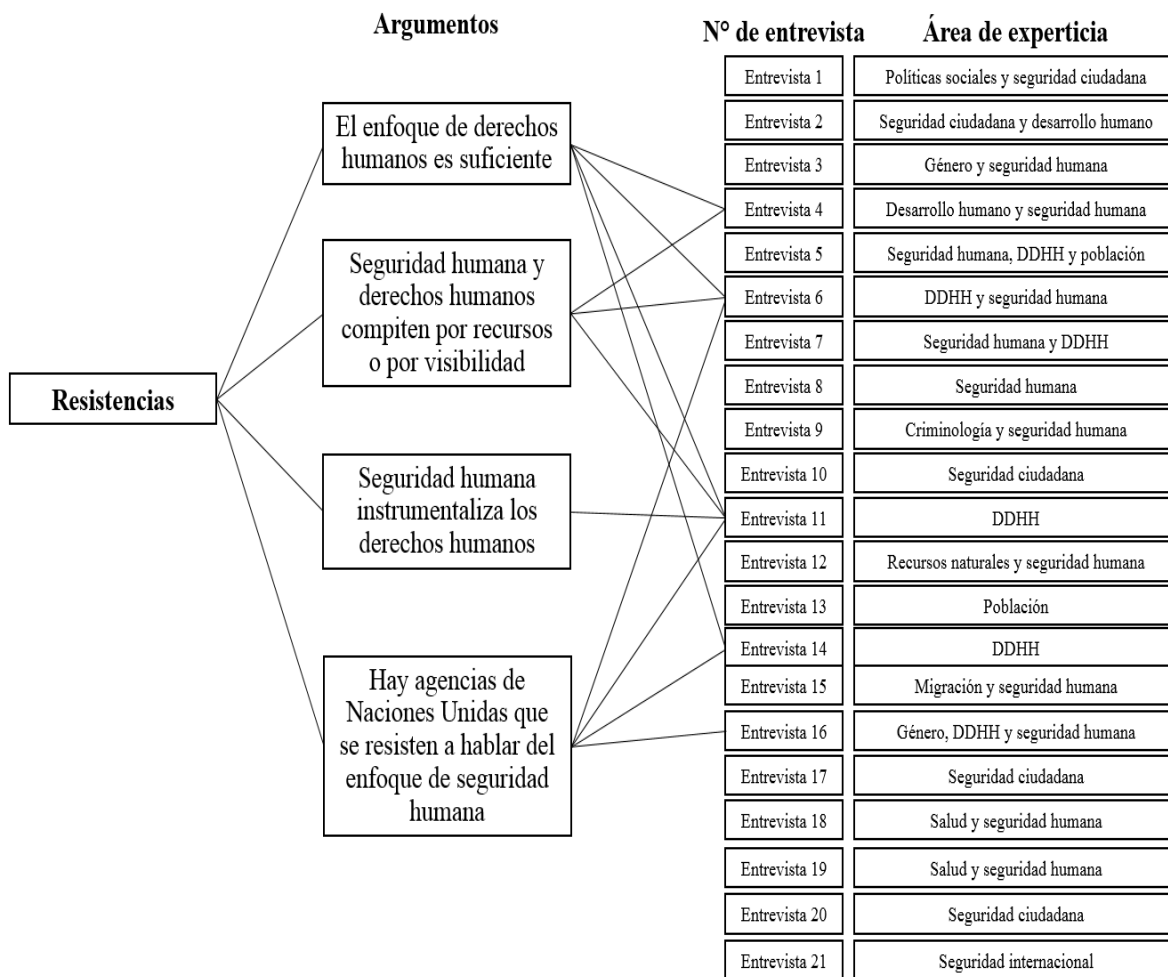 Argumentos
N° de entrevista
Área de experticia
Resistencias
El enfoque de derechos
humanos es suficiente
Seguridad humana y
derechos humanos
compiten por recursos
o por visibilidad
Seguridad humana
instrumentaliza los
derechos humanos
Hay agencias de
Naciones Unidas que
se resisten a hablar del
enfoque de seguridad
humana
Entrevista 1 Políticas sociales y seguridad ciudadana
Entrevista 2 Seguridad ciudadana y desarrollo humano
Entrevista 3 Género y seguridad humana
Entrevista 4 Desarrollo humano y seguridad humana
Entrevista 5 Seguridad humana, DDHH y población
Entrevista 6 DDHH y seguridad humana
Entrevista 7 Seguridad humana y DDHH
Entrevista 8 Seguridad humana
Entrevista 9 Criminología y seguridad humana
Entrevista 10 Seguridad ciudadana
Entrevista 11 DDHH
Entrevista 12 Recursos naturales y seguridad humana
Entrevista 13 Población
Entrevista 14 DDHH
Entrevista 15 Migración y seguridad humana
Entrevista 16 Género, DDHH y seguridad humana
Entrevista 17 Seguridad ciudadana
Entrevista 18 Salud y seguridad humana
Entrevista 19 Salud y seguridad humana
Entrevista 20 Seguridad ciudadana
Entrevista 21 Seguridad internacional